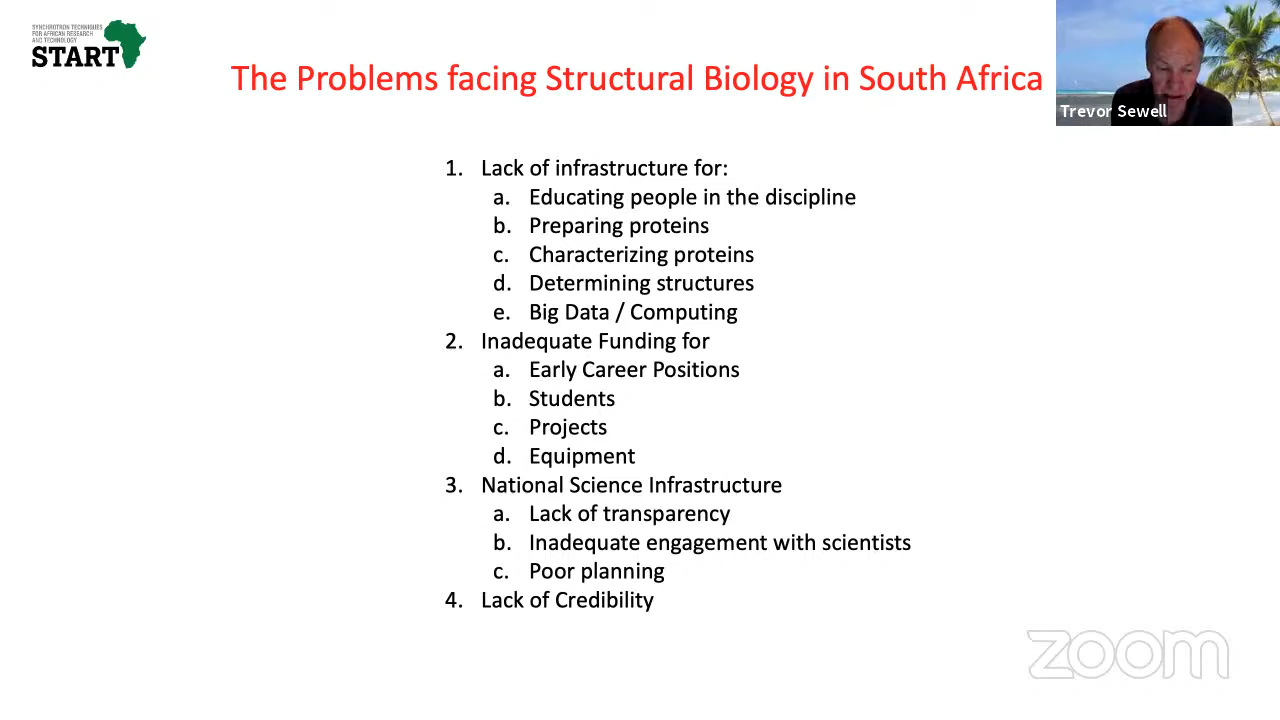 SYNCHROTRON TECHNIQUES
FOR AFRICAN RESEARCH
AND TECHNOLOGY
START
The Problems facing Structural Biology in South Africa
Trevor Sewell
1. Lack of infrastructure for:
a. Educating people in the discipline
b. Preparing proteins
c. Characterizing proteins
d. Determining structures
e. Big Data / Computing
2. Inadequate Funding for
a. Early Career Positions
b. Students
c. Projects
d. Equipment
3. National Science Infrastructure
a. Lack of transparency
b. Inadequate engagement with scientists
c. Poor planning
4. Lack of Credibility
zoom